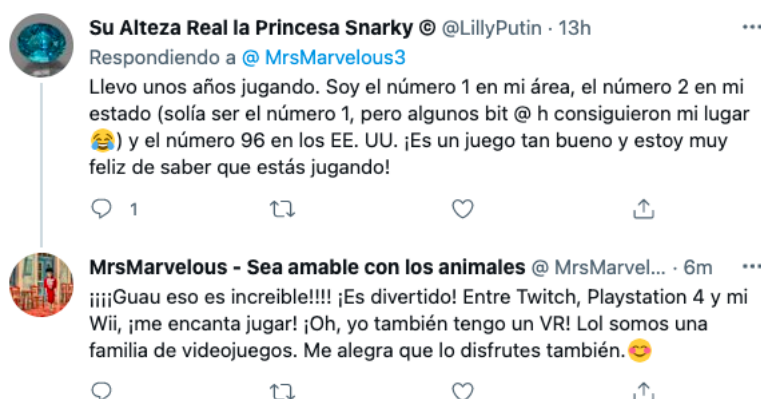 Su Alteza Real la Princesa Snarky © @LillyPutin · 13h
Respondiendo a @ MrsMarvelous3
Llevo unos años jugando. Soy el número 1 en mi área, el número 2 en mi
estado (solía ser el número 1, pero algunos bit @ h consiguieron mi lugar
😂) y el número 96 en los EE. UU. ¡Es un juego tan bueno y estoy muy
feliz de saber que estás jugando!
1
MrsMarvelous - Sea amable con los animales @ MrsMarvel... · 6m
¡¡¡¡Guau eso es increible!!!! ¡Es divertido! Entre Twitch, Playstation 4 y mi
Wii, ¡me encanta jugar! ¡Oh, yo también tengo un VR! Lol somos una
familia de videojuegos. Me alegra que lo disfrutes también.😊